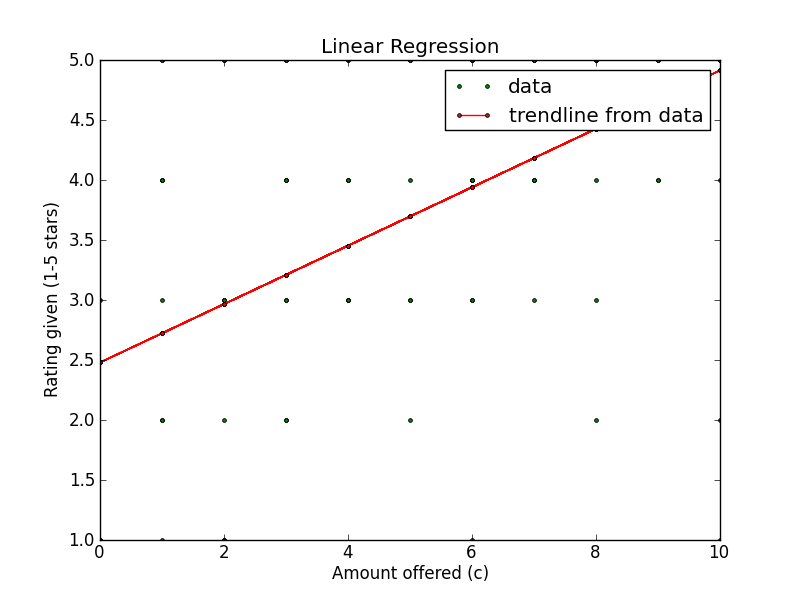 Linear Regression
data
trendline from data
5.0
4.5
4.0
3.5
3.0
2.5
2.0
1.5
1.0
Rating given (1-5 stars)
0 2 4 6 8 10
Amount offered (c)